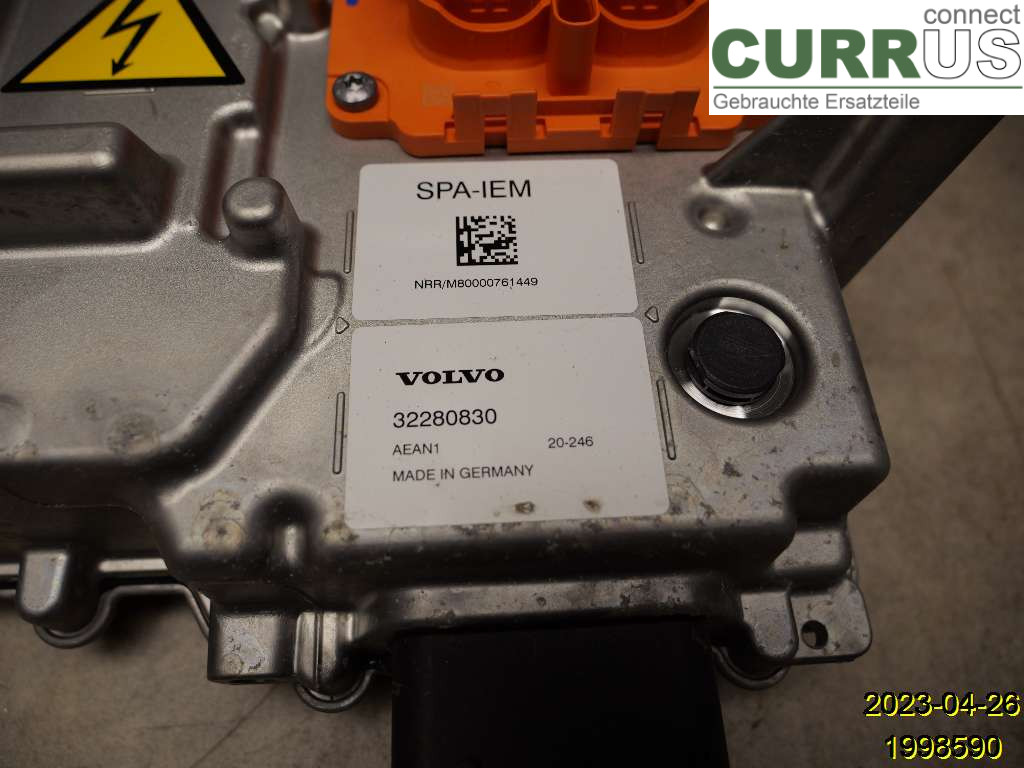 connect
CURRUS
Gebrauchte Ersatzteile
SPA-IEM
NRR/M80000761449
VOLVO
32280830
AEAN1 20-246
MADE IN GERMANY
2023-04-26
1998590